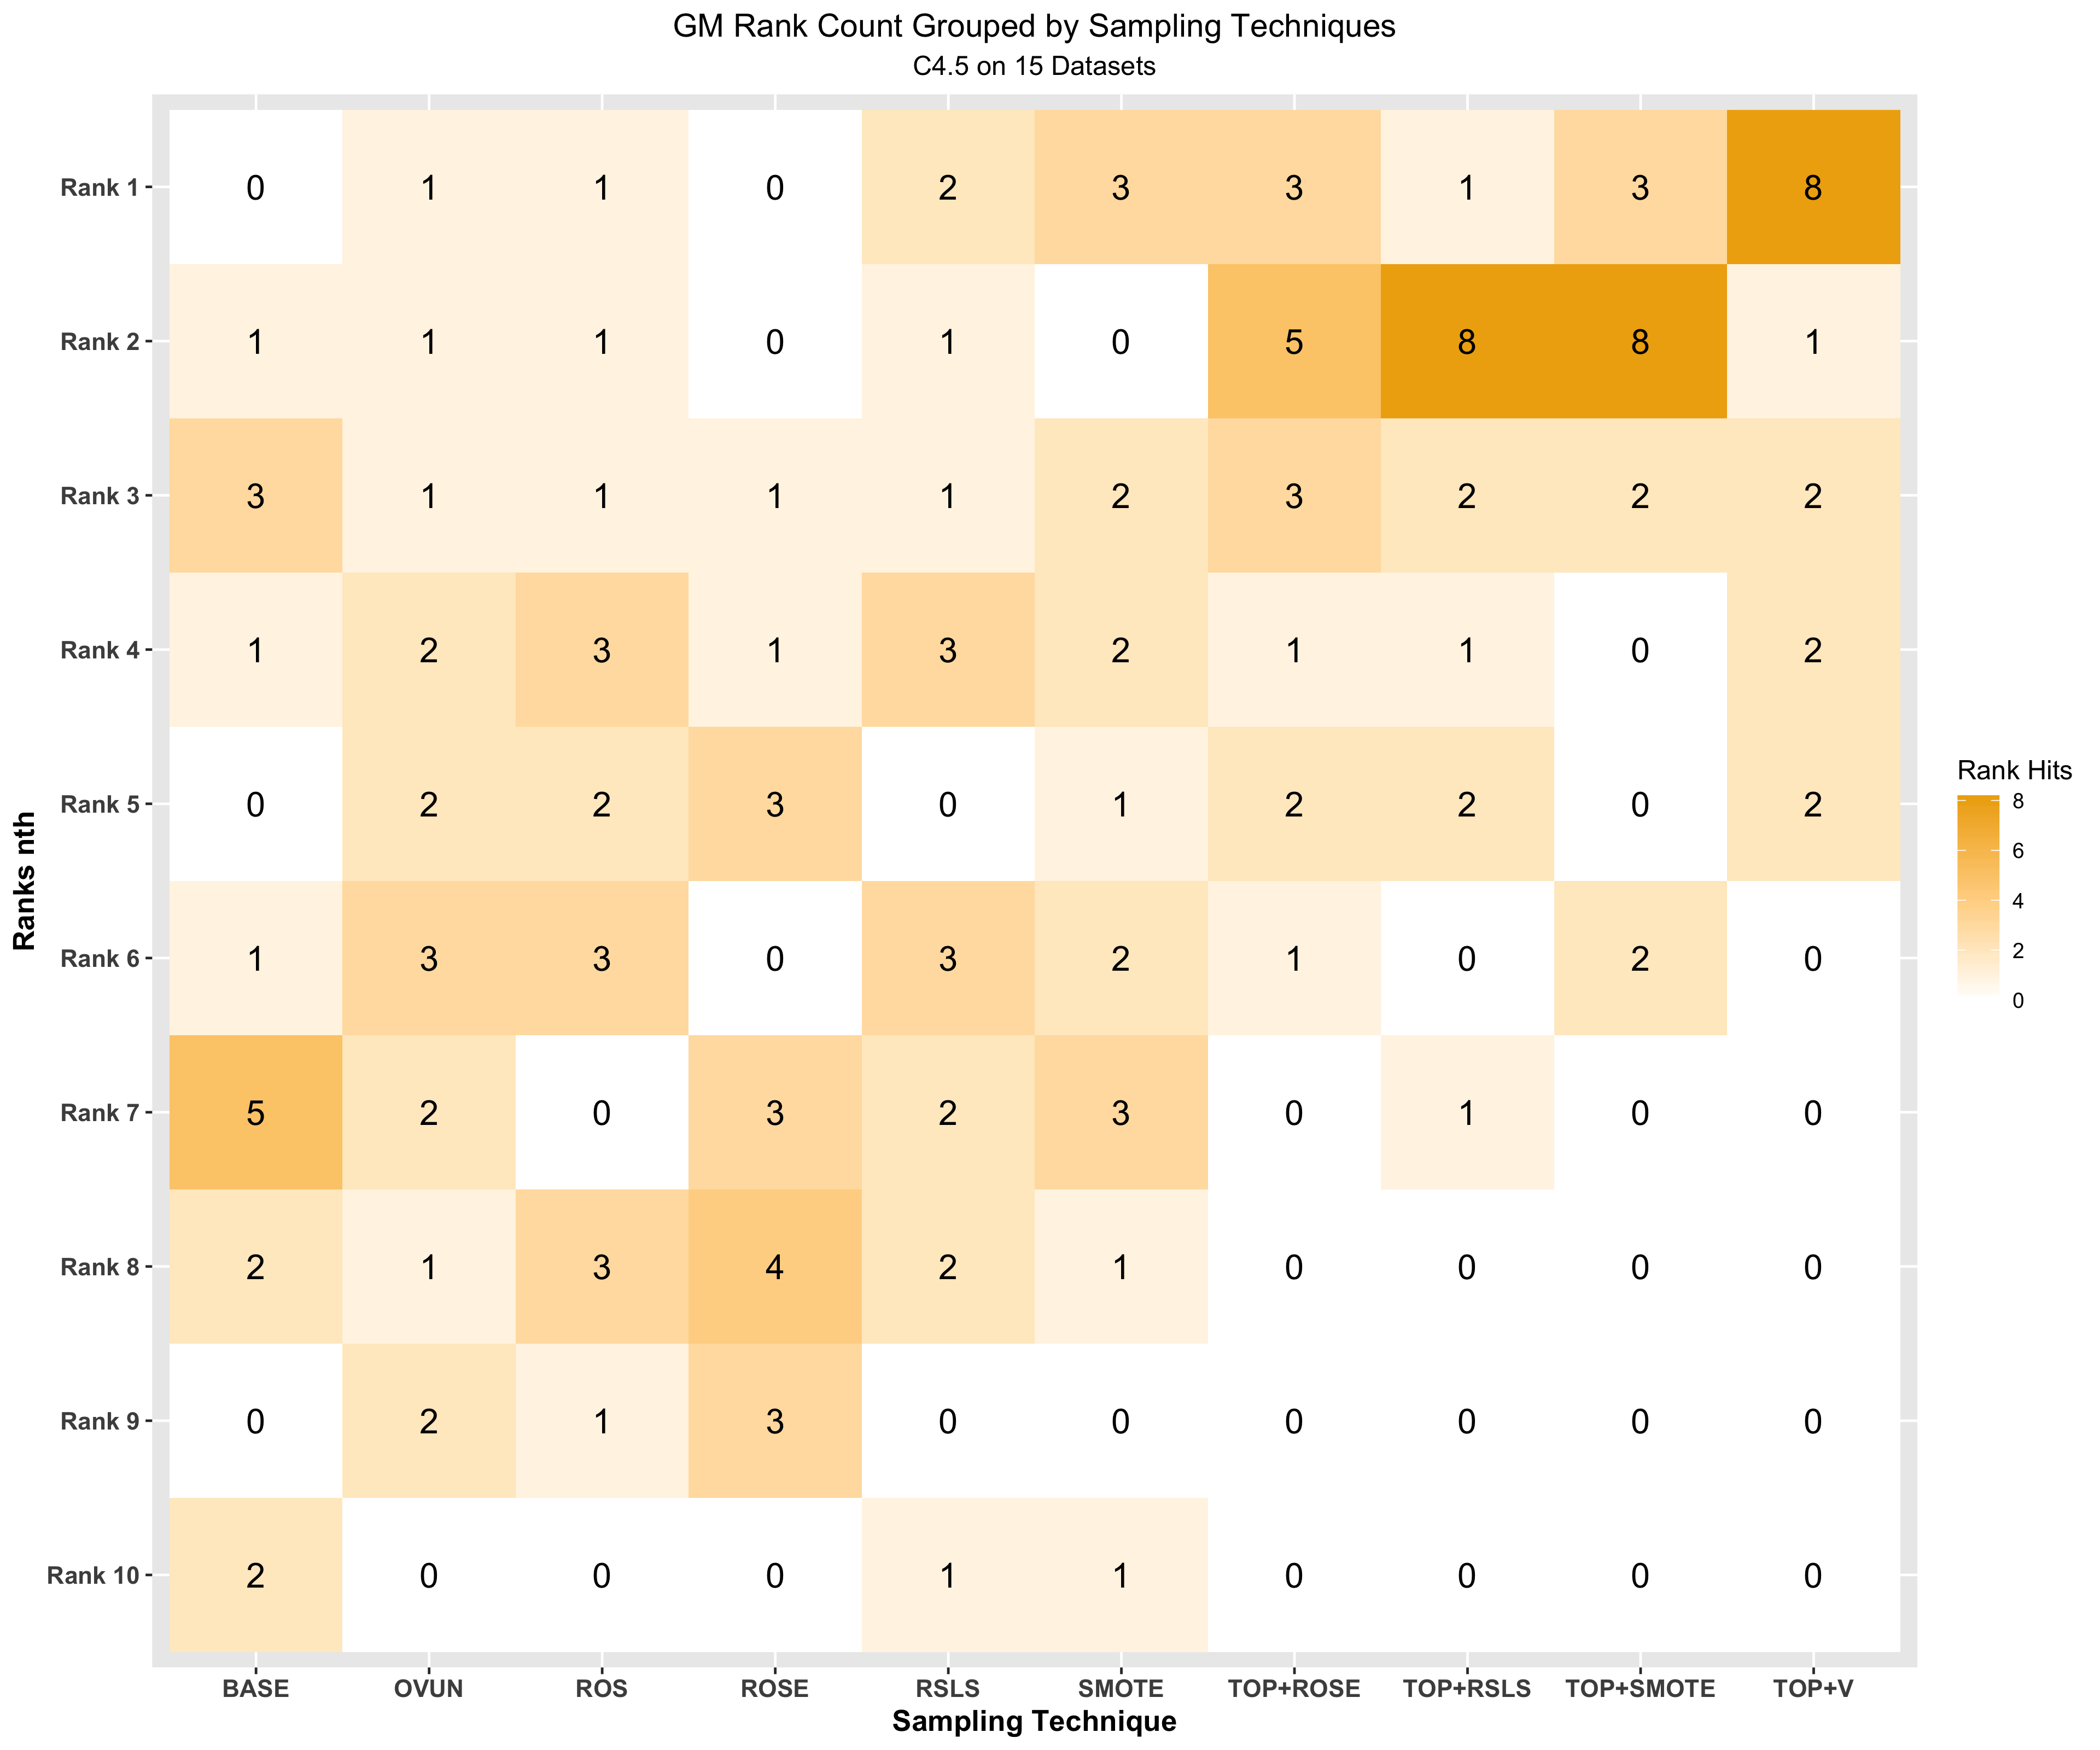 GM Rank Count Grouped by Sampling Techniques
C4.5 on 15 Datasets
Rank 1 0 1 1 0 2 3 3 1 3 8
Rank 2 1 1 1 0 1 0 5 8 8 1
Rank 3 3 1 1 1 1 2 3 2 2 2
Rank 4 1 2 3 1 3 2 1 1 0 2
Rank 5 0 2 2 3 0 1 2 2 0 2
Rank 6 1 3 3 0 3 2 1 0 2 0
Rank 7 5 2 0 3 2 3 0 1 0 0
Rank 8 2 1 3 4 2 1 0 0 0 0
Rank 9 0 2 1 3 0 0 0 0 0 0
Rank 10 2 0 0 0 1 1 0 0 0 0
BASE OVUN ROS ROSE RSLS SMOTE TOP+ROSE TOP+RSLS TOP+SMOTE TOP+V
Sampling Technique
Ranks nth
Rank Hits
8
6
4
2
0